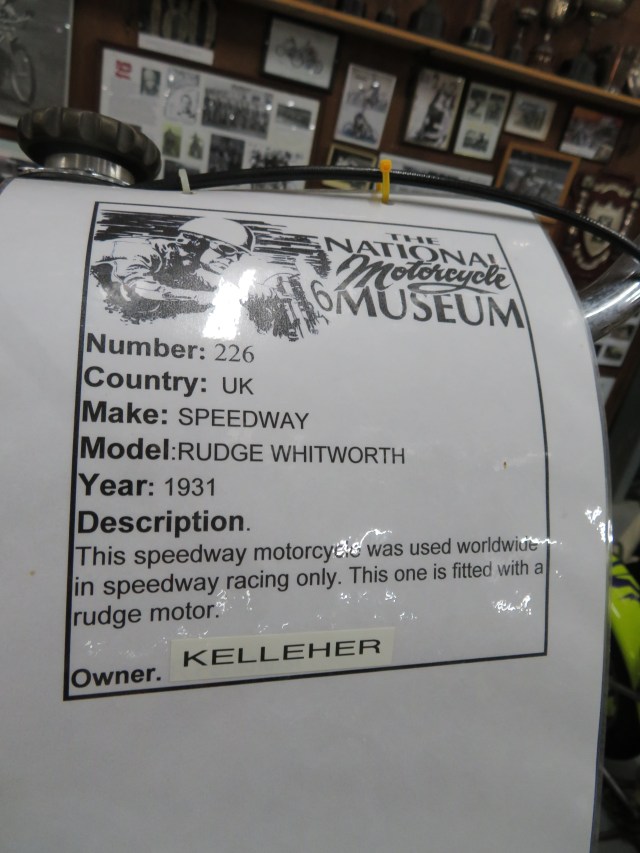 THE
NATIONAL
Motorcycle
MUSEUM
6
Number: 226
Country: UK
Make: SPEEDWAY
Model:RUDGE WHITWORTH
Year: 1931
Description.
This speedway motorcycle was used worldwide
in speedway racing only. This one is fitted with a
rudge motor.
Owner. KELLEHER